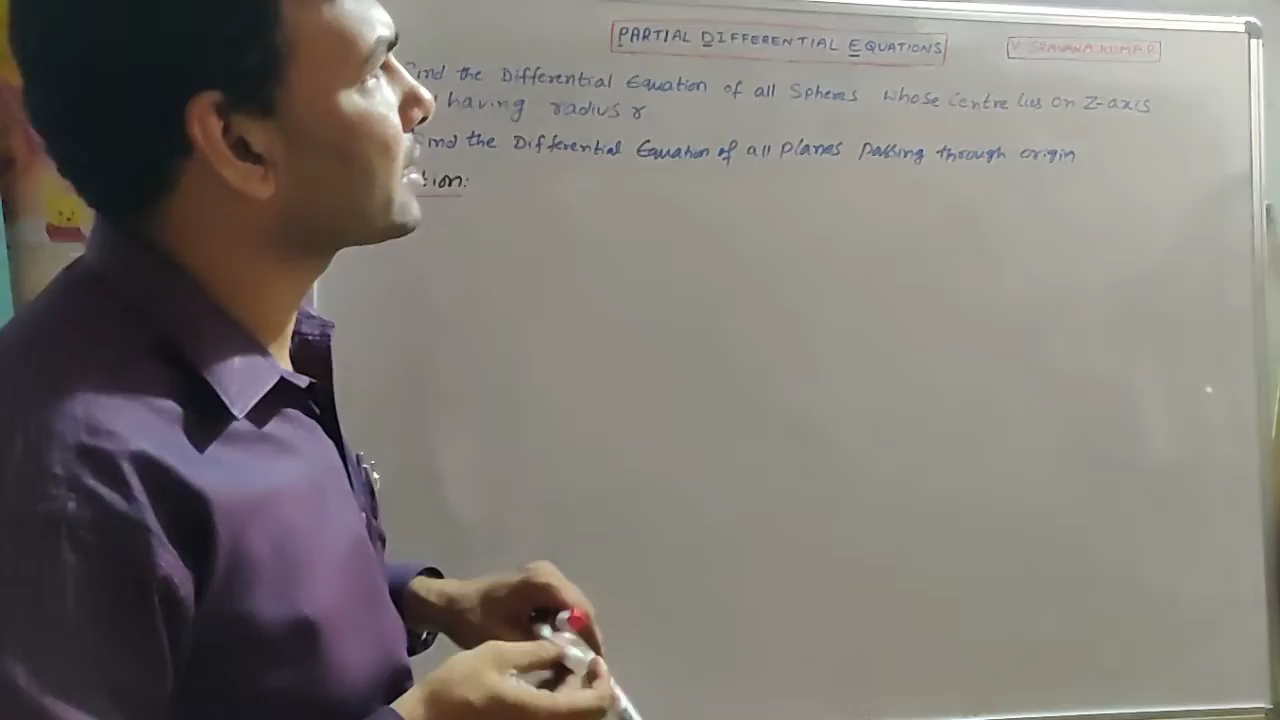 PARTIAL DIFFERENTIAL EQUATIONS
V. SRAVANA KUMAR
Find the Differential Equation of all Spheres whose Centre lies on Z-axis
having radius r
Find the Differential Equation of all planes passing through origin
tion: